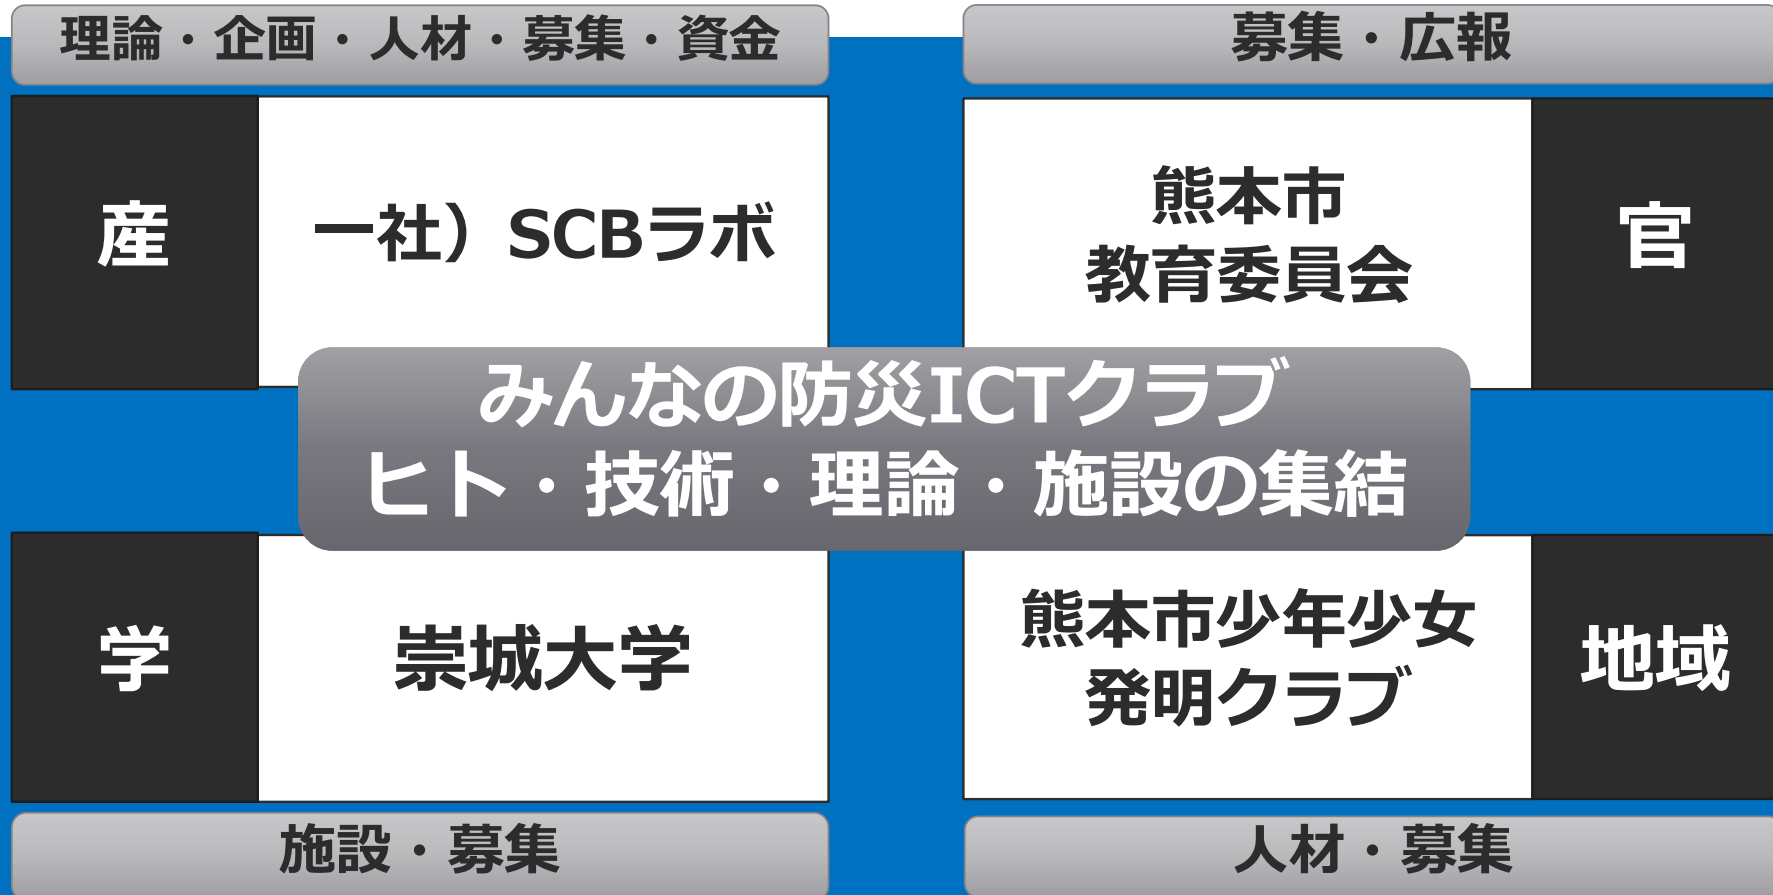 理論・企画・人材・募集・資金
募集・広報
産
一社）SCBラボ
熊本市
教育委員会
官
みんなの防災ICTクラブ
ヒト・技術・理論・施設の集結
学
崇城大学
熊本市少年少女
発明クラブ
地域
施設・募集
人材・募集